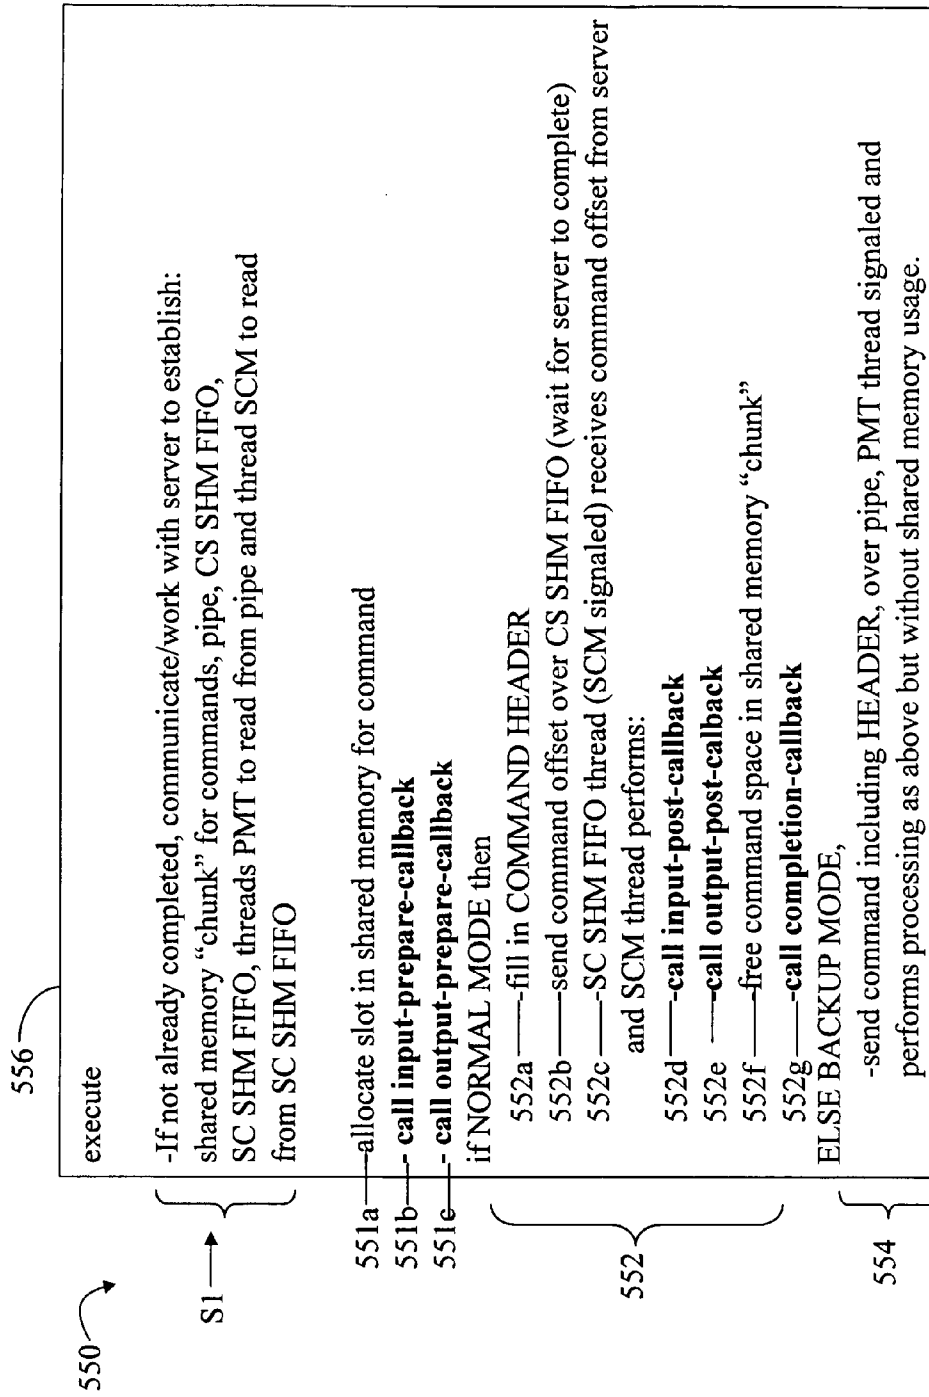 550
556
execute
S1
-If not already completed, communicate/work with server to establish:
shared memory “chunk” for commands, pipe, CS SHM FIFO,
SC SHM FIFO, threads PMT to read from pipe and thread SCM to read
from SC SHM FIFO
551a allocate slot in shared memory for command
551b - call input-prepare-callback
551c - call output-prepare-callback
if NORMAL MODE then
552
552a -fill in COMMAND HEADER
552b send command offset over CS SHM FIFO (wait for server to complete)
552c -SC SHM FIFO thread (SCM signaled) receives command offset from server
and SCM thread performs:
552d -call input-post-callback
552e -call output-post-calback
552f -free command space in shared memory “chunk”
552g -call completion-callback
ELSE BACKUP MODE,
554
-send command including HEADER, over pipe, PMT thread signaled and
performs processing as above but without shared memory usage.